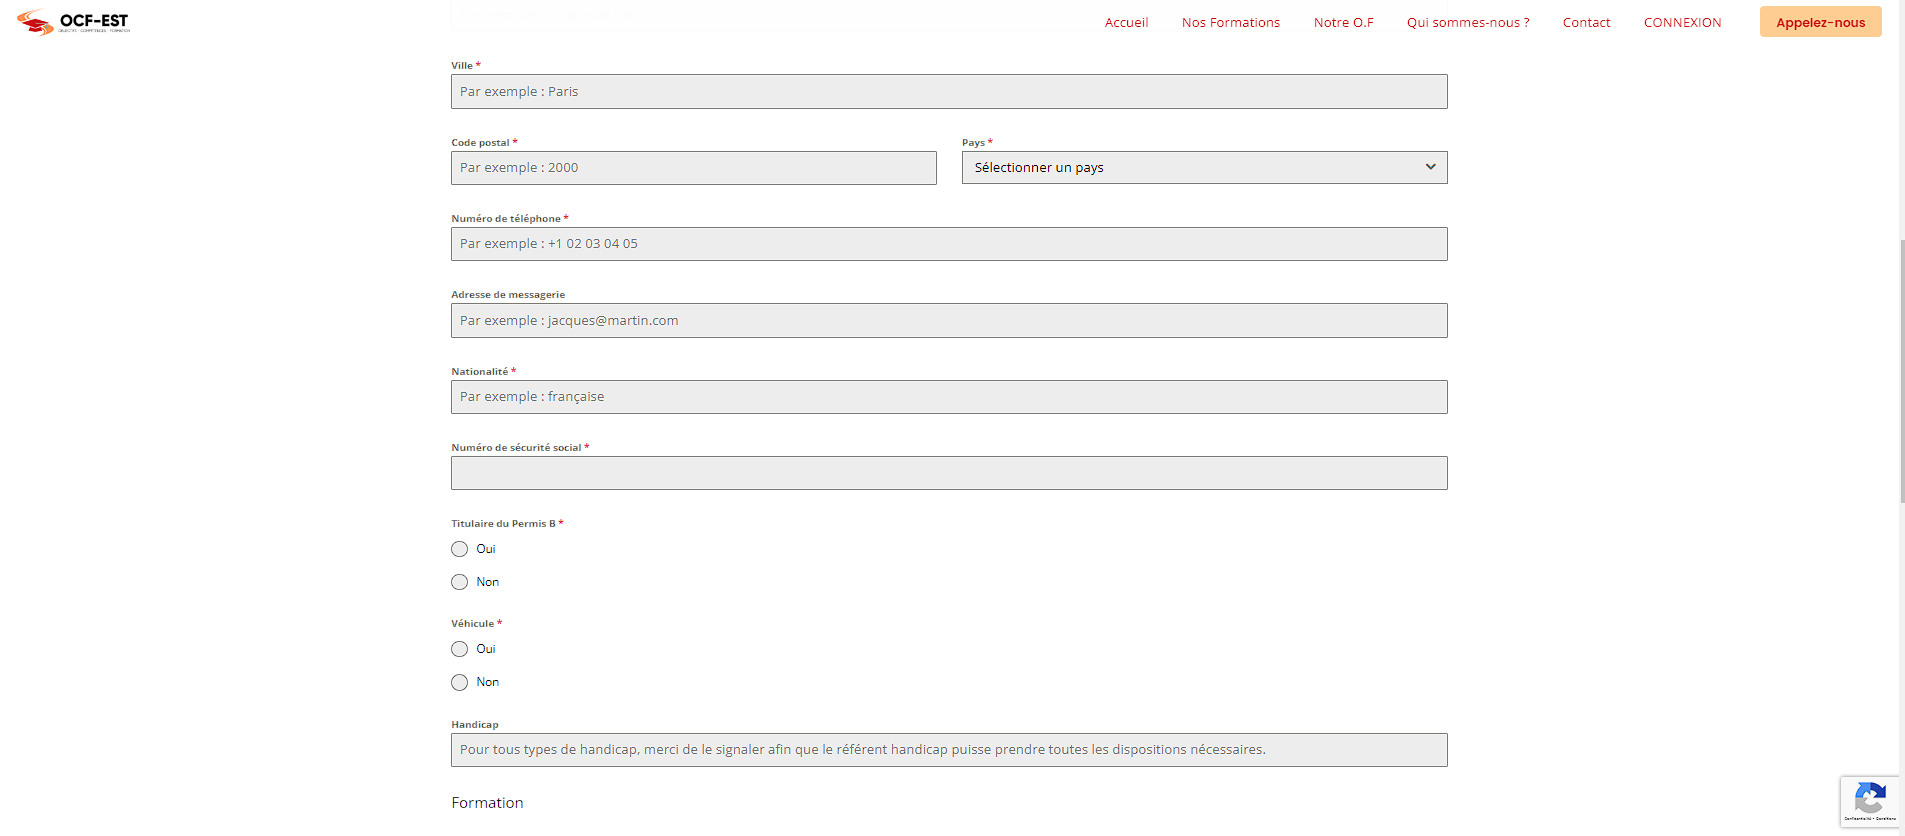 OCF-EST
OBJECTIFS - COMPETENCES - FORMATION
Accueil
Nos Formations
Notre O.F
Qui sommes-nous ?
Contact
CONNEXION
Appelez-nous
Ville *
Par exemple : Paris
Code postal *
Pays *
Par exemple : 2000
Sélectionner un pays
Numéro de téléphone *
Par exemple : +1 02 03 04 05
Adresse de messagerie
Par exemple : jacques@martin.com
Nationalité *
Par exemple : française
Numéro de sécurité social *
Titulaire du Permis B *
Oui
Non
Véhicule *
Oui
Non
Handicap
Pour tous types de handicap, merci de le signaler afin que le référent handicap puisse prendre toutes les dispositions nécessaires.
Formation
Confidentialité - Conditions